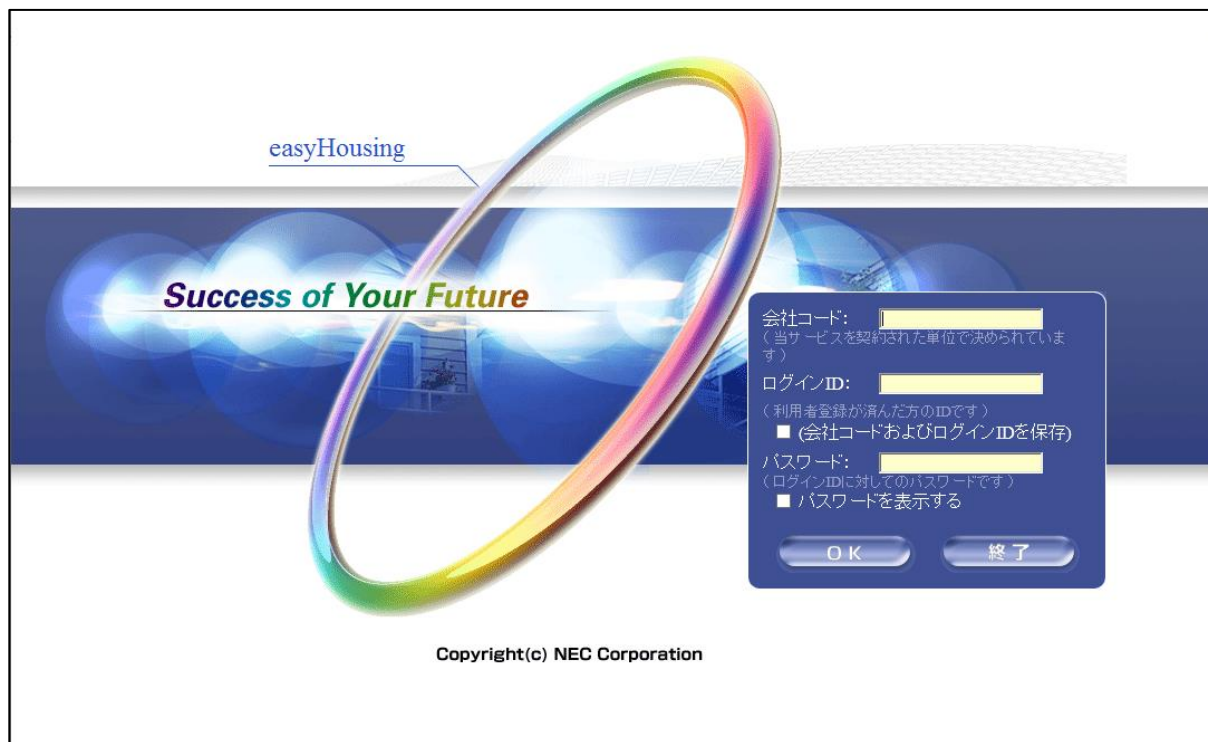 easyHousing
Success of Your Future
会社コード:
(当サービスを契約された単位で決められていま
す)
ログインID:
(利用者登録が済んだ方のIDです)
(会社コードおよびログインIDを保存)
パスワード:
(ログインIDに対してのパスワードです)
パスワードを表示する
OK
終了
Copyright(c) NEC Corporation